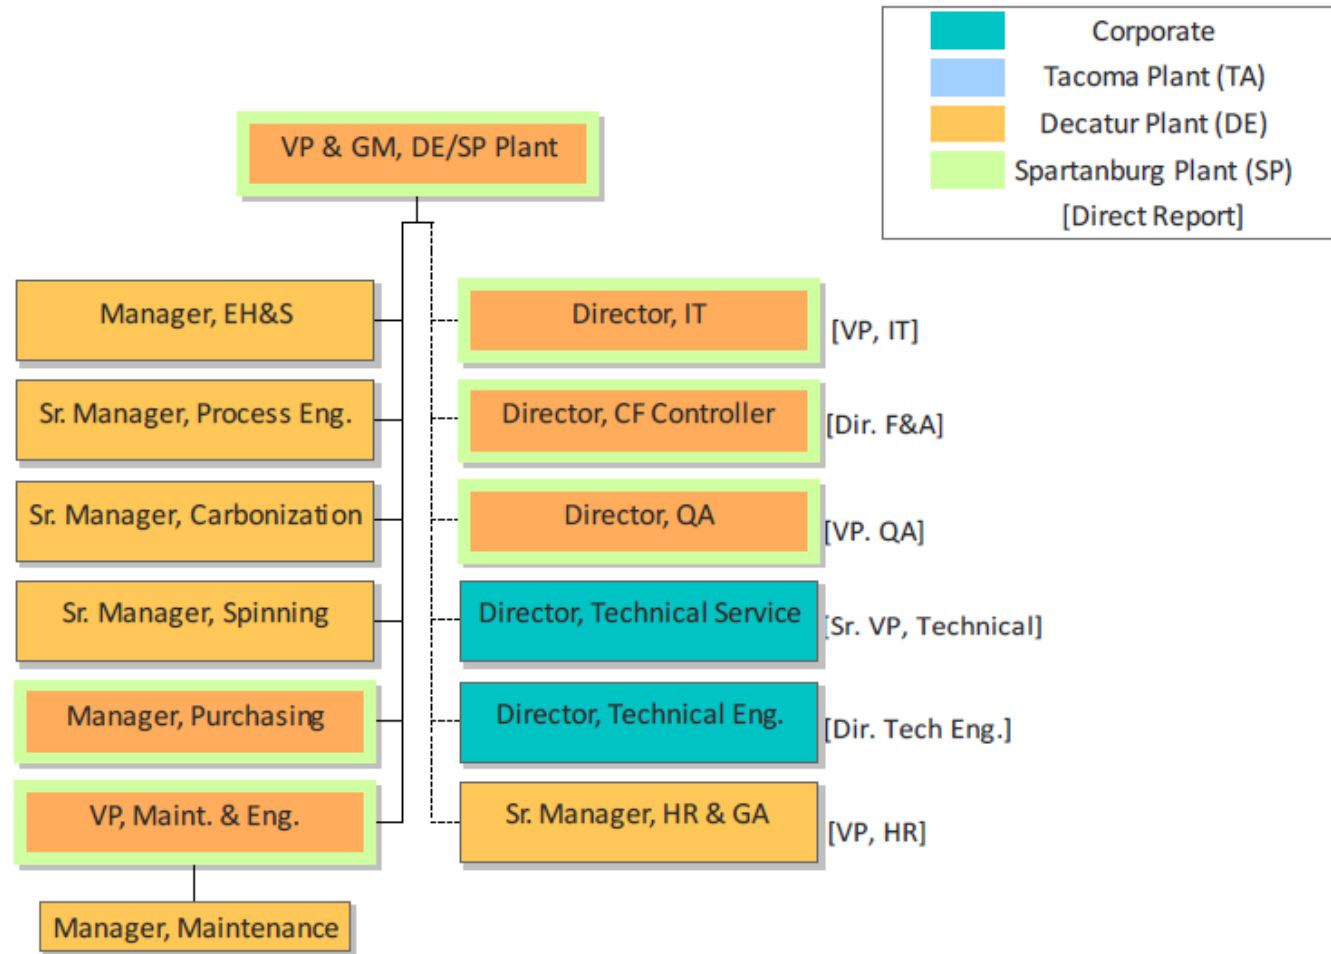 Corporate
Tacoma Plant (TA)
Decatur Plant (DE)
Spartanburg Plant (SP)
[Direct Report]
VP & GM, DE/SP Plant
Manager, EH&S
Sr. Manager, Process Eng.
Sr. Manager, Carbonization
Sr. Manager, Spinning
Manager, Purchasing
VP, Maint. & Eng.
Manager, Maintenance
Director, IT
[VP, IT]
Director, CF Controller
[Dir. F&A]
Director, QA
[VP. QA]
Director, Technical Service
[Sr. VP, Technical]
Director, Technical Eng.
[Dir. Tech Eng.]
Sr. Manager, HR & GA
[VP, HR]